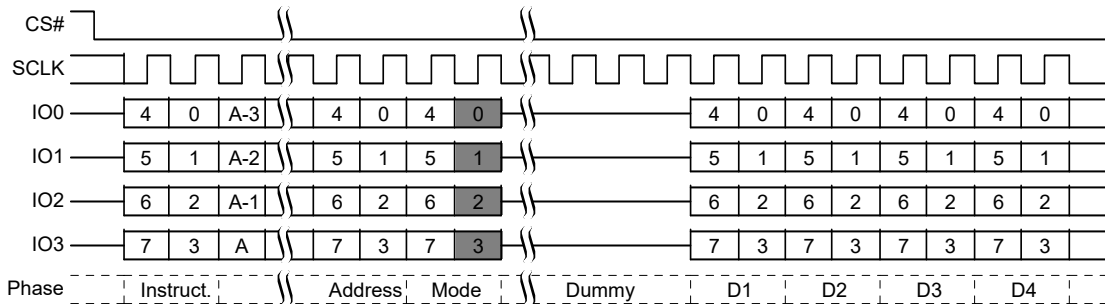 CS#
SCLK
IO0 4 0 A-3 4 0 4 0 4 0 4 0 4 0 4 0
IO1 5 1 A-2 5 1 5 1 5 1 5 1 5 1 5 1
IO2 6 2 A-1 6 2 6 2 6 2 6 2 6 2 6 2
IO3 7 3 A 7 3 7 3 7 3 7 3 7 3 7 3
Phase Instruct. Address Mode Dummy D1 D2 D3 D4